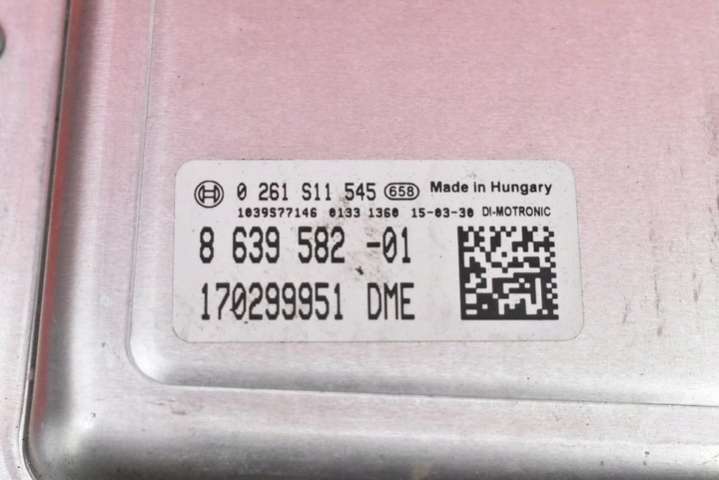 0 261 S11 545 658 Made in Hungary
1039S77146 0133 1360 15-03-30 DI-MOTRONIC
8 639 582 -01
170299951 DME